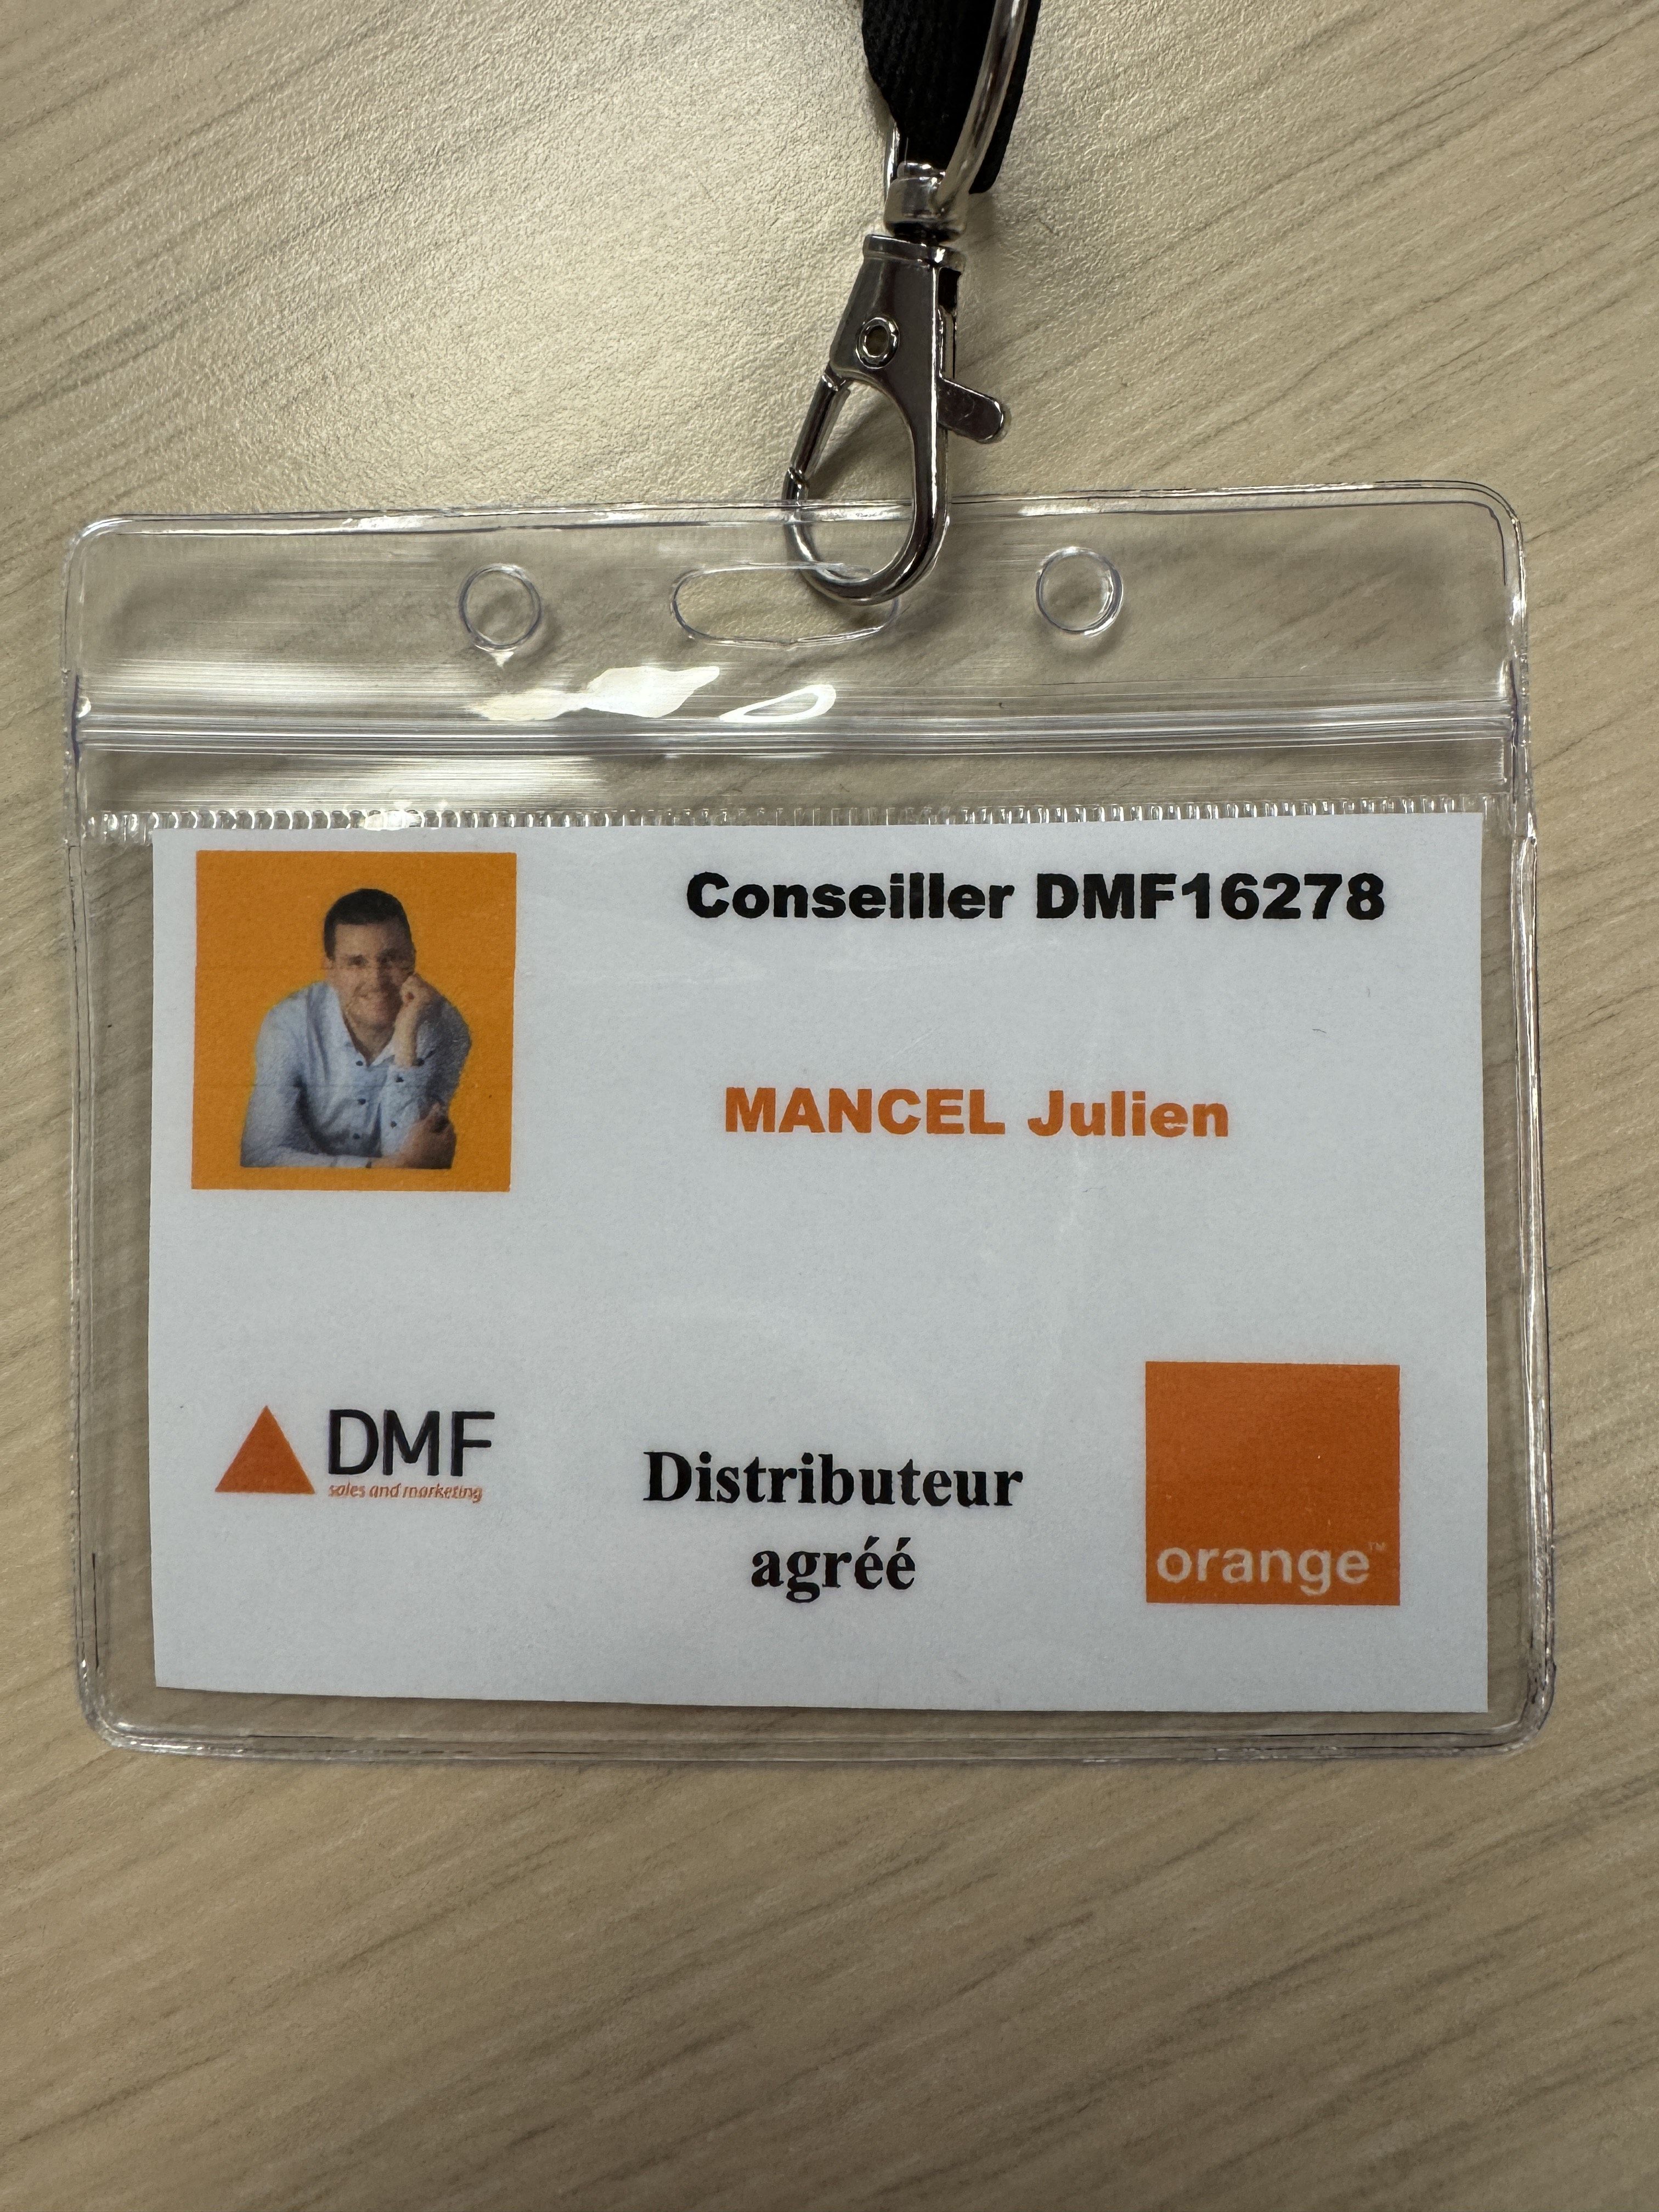 Conseiller DMF16278
MANCEL Julien
DMF
sales and marketing
Distributeur
agréé
orange™